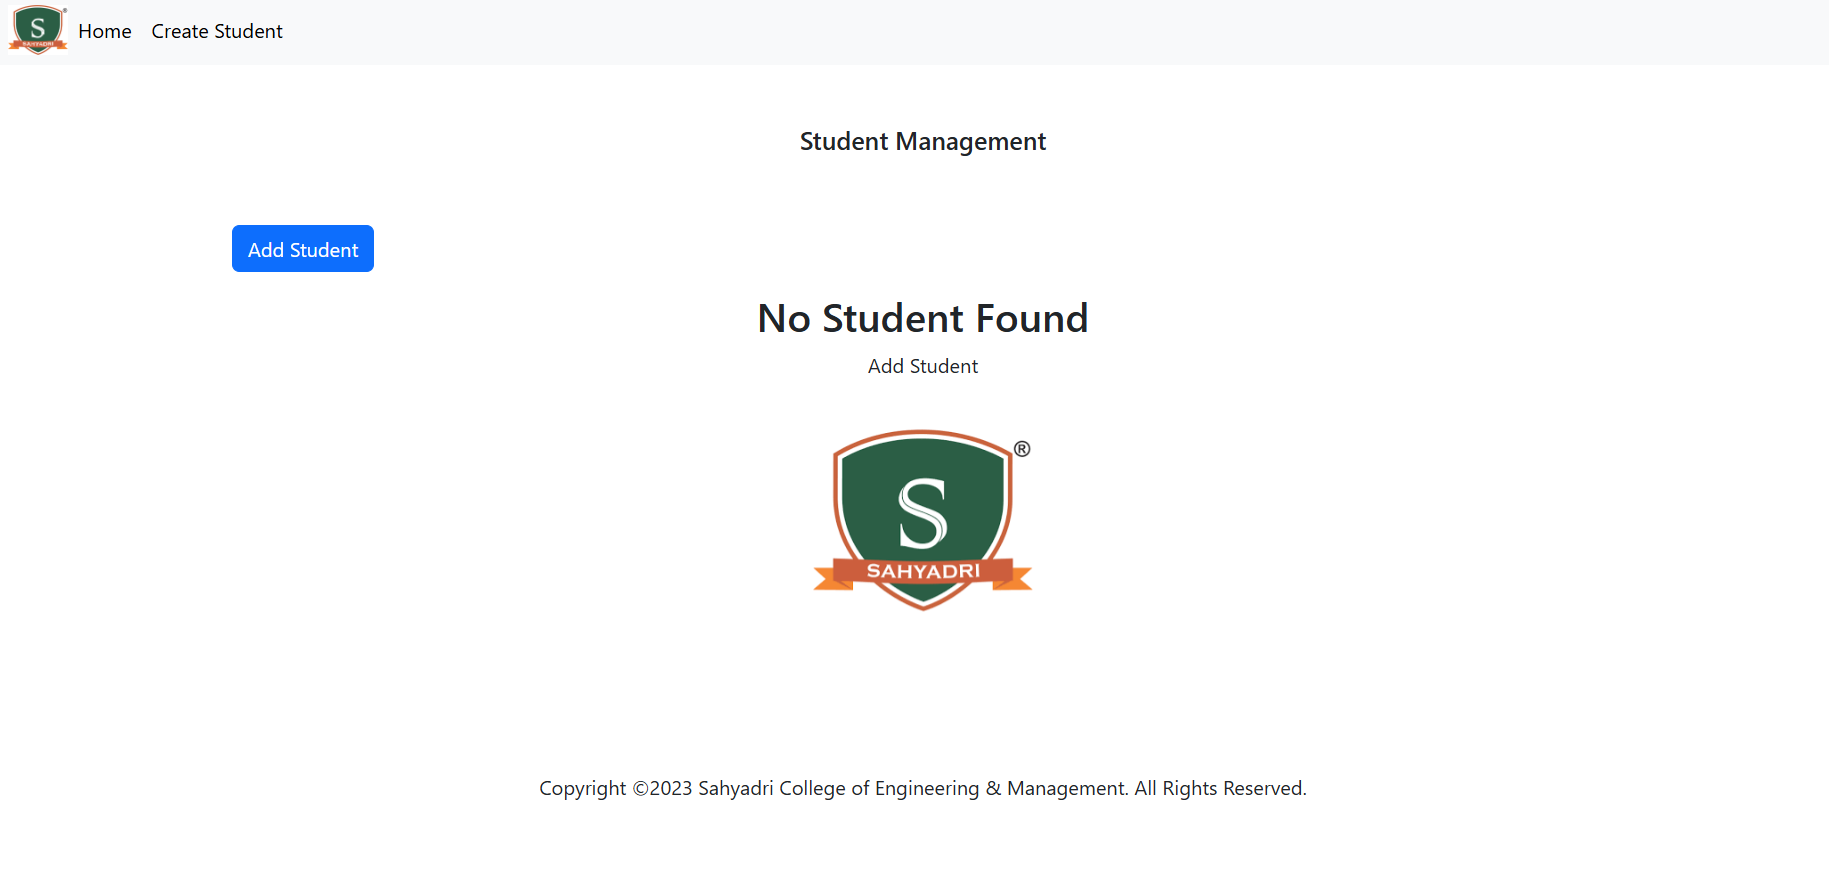 S
SAHYADRI
Home Create Student
Student Management
Add Student
No Student Found
Add Student
®
S
SAHYADRI
Copyright ©2023 Sahyadri College of Engineering & Management. All Rights Reserved.